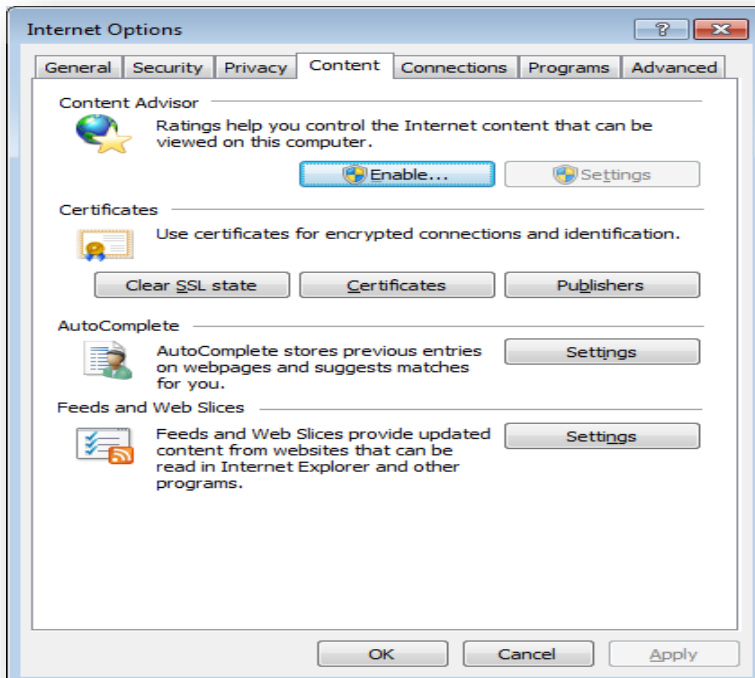 Internet Options
General Security Privacy Content Connections Programs Advanced
Content Advisor
Ratings help you control the Internet content that can be
viewed on this computer.
Enable... Settings
Certificates
Use certificates for encrypted connections and identification.
Clear SSL state Certificates Publishers
AutoComplete
AutoComplete stores previous entries
on webpages and suggests matches
for you.
Settings
Feeds and Web Slices
Feeds and Web Slices provide updated
content from websites that can be
read in Internet Explorer and other
programs.
Settings
OK Cancel Apply